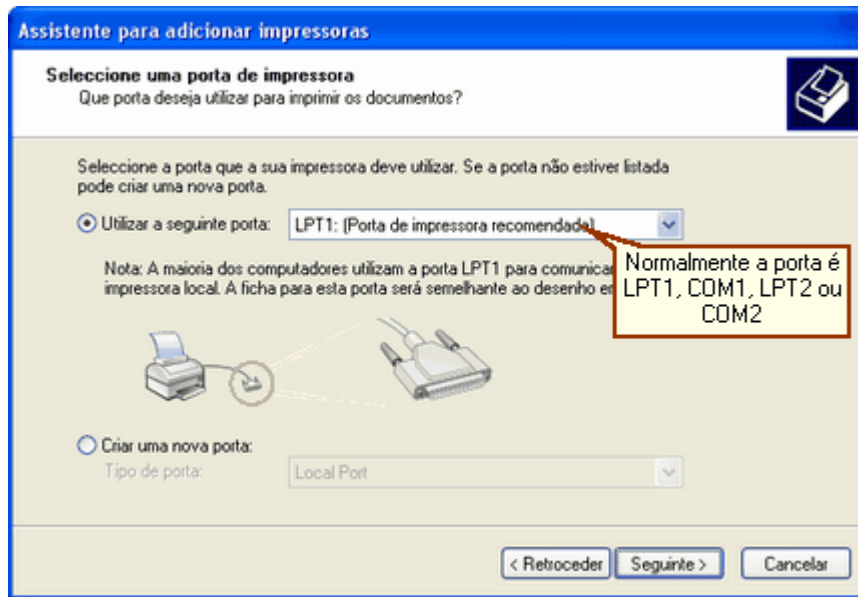 Assistente para adicionar impressoras
Seleccione uma porta de impressora
Que porta deseja utilizar para imprimir os documentos?
Seleccione a porta que a sua impressora deve utilizar. Se a porta não estiver listada
pode criar uma nova porta.
Utilizar a seguinte porta:
LPT1: (Porta de impressora recomendada)
Nota: A maioria dos computadores utilizam a porta LPT1 para
impressora local. A ficha para esta porta será semelhante ao desenho
Normalmente a porta é
LPT1, COM1, LPT2 ou
COM2
Criar uma nova porta:
Tipo de porta:
Local Port
< Retroceder
Seguinte >
Cancelar